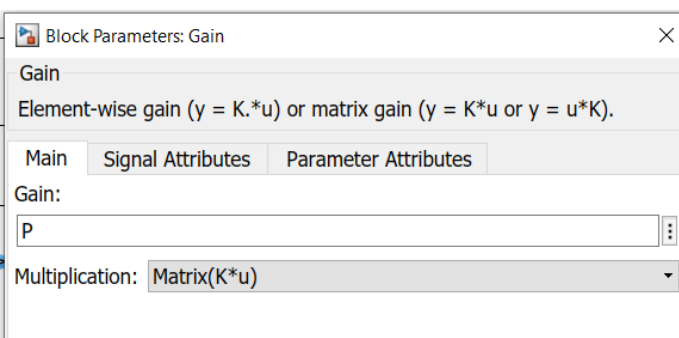 Block Parameters: Gain
Gain
Element-wise gain (y = K.*u) or matrix gain (y = K*u or y = u*K).
Main Signal Attributes Parameter Attributes
Gain:
P
Multiplication: Matrix(K*u)